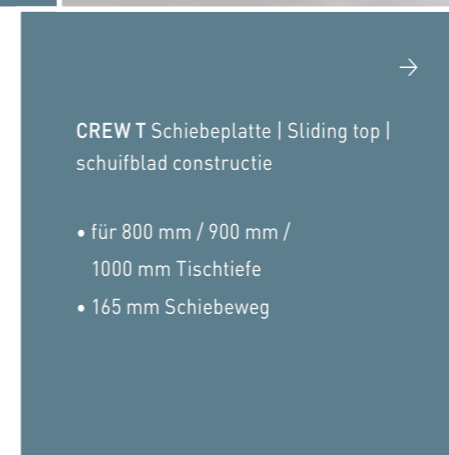 →
CREW T Schiebeplatte | Sliding top |
schuifblad constructie
• für 800 mm / 900 mm /
1000 mm Tischtiefe
• 165 mm Schiebeweg